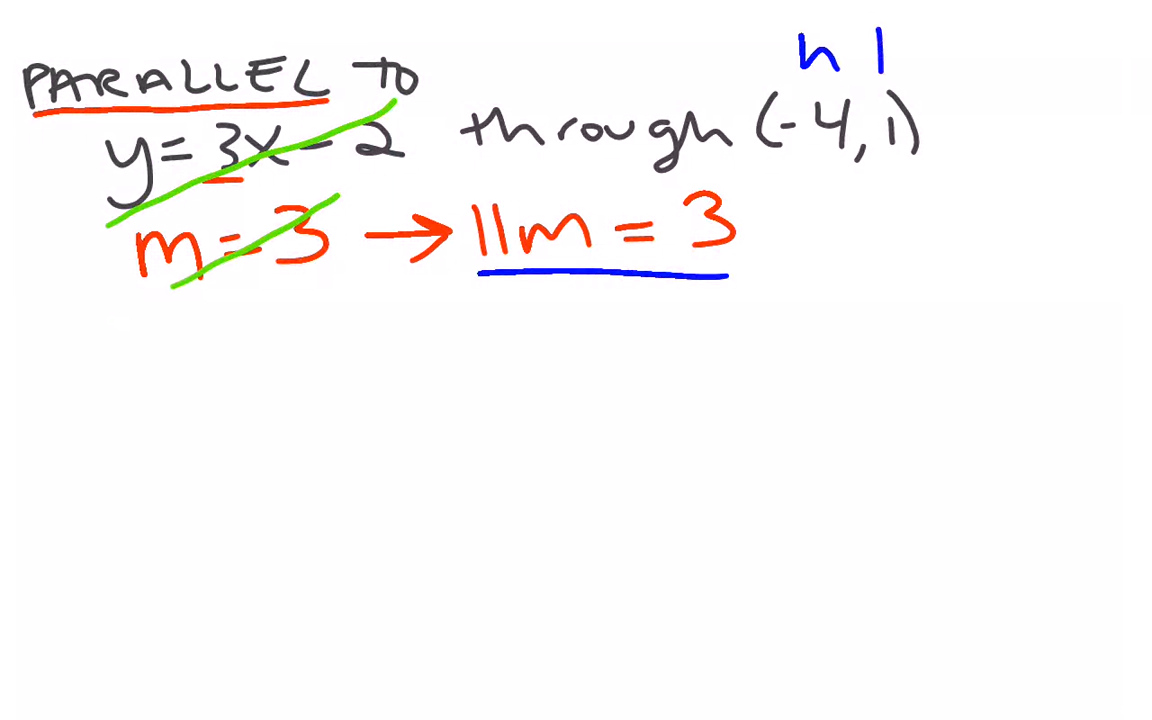 h |
PARALLEL TO
y = 3x - 2 through (-4, 1)
m = 3 → ||m = 3